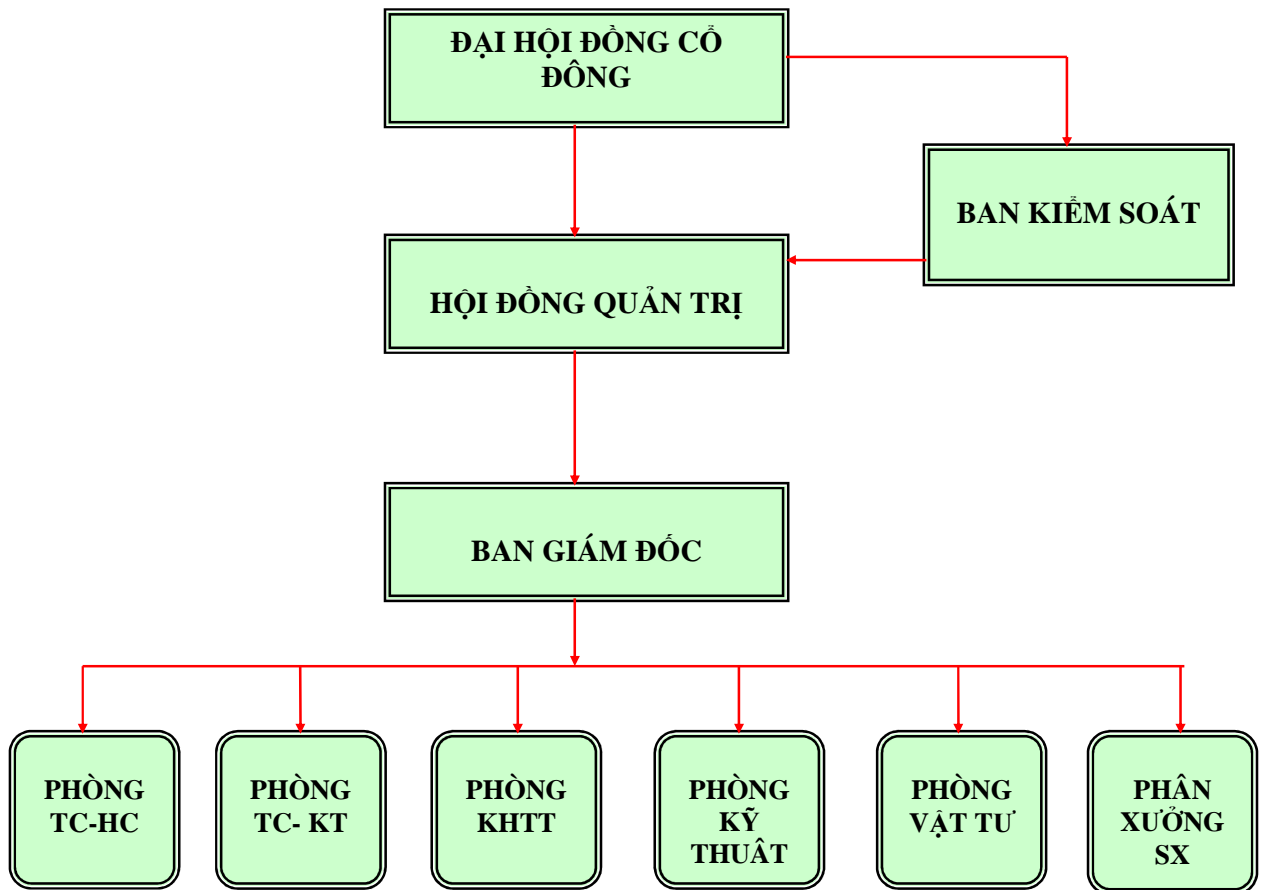 ĐẠI HỘI ĐỒNG CỔ
ĐÔNG
BAN KIỂM SOÁT
HỘI ĐỒNG QUẢN TRỊ
BAN GIÁM ĐỐC
PHÒNG
TC-HC
PHÒNG
TC- KT
PHÒNG
KHTT
PHÒNG
KỸ
THUÂT
PHÒNG
VẬT TƯ
PHÂN
XƯỞNG
SX